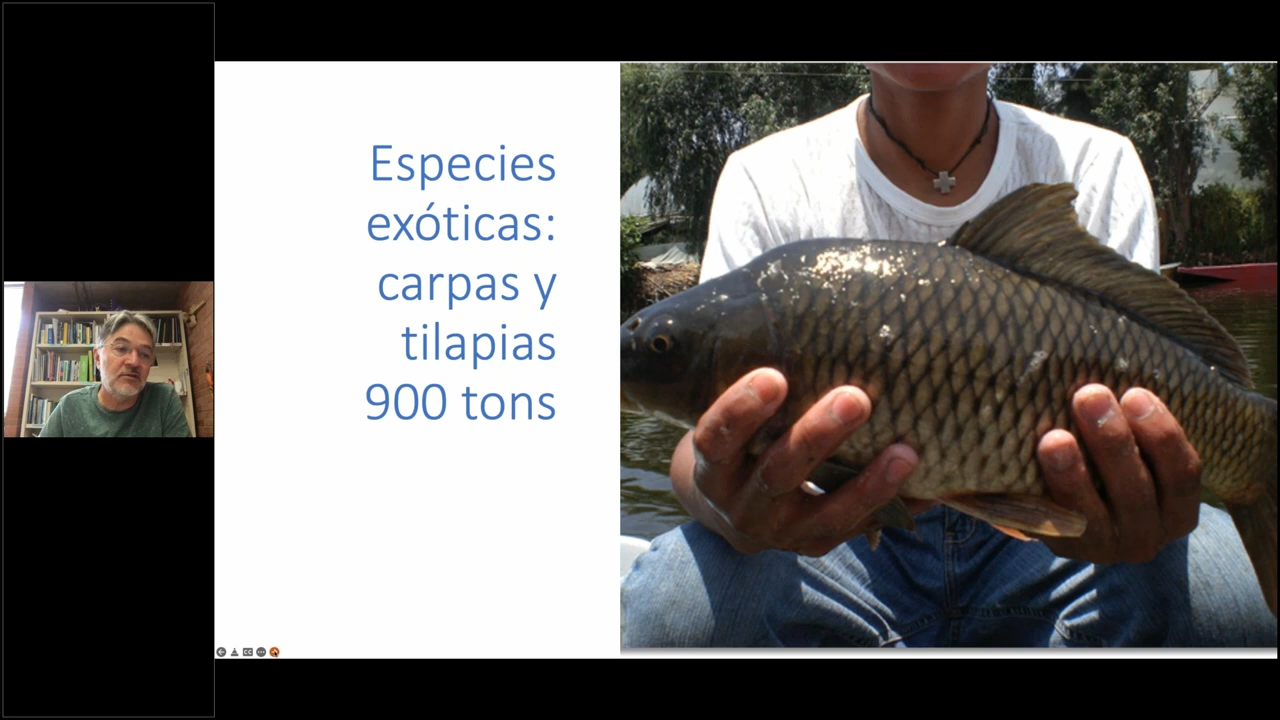 Especies
exóticas:
carpas y
tilapias
900 tons